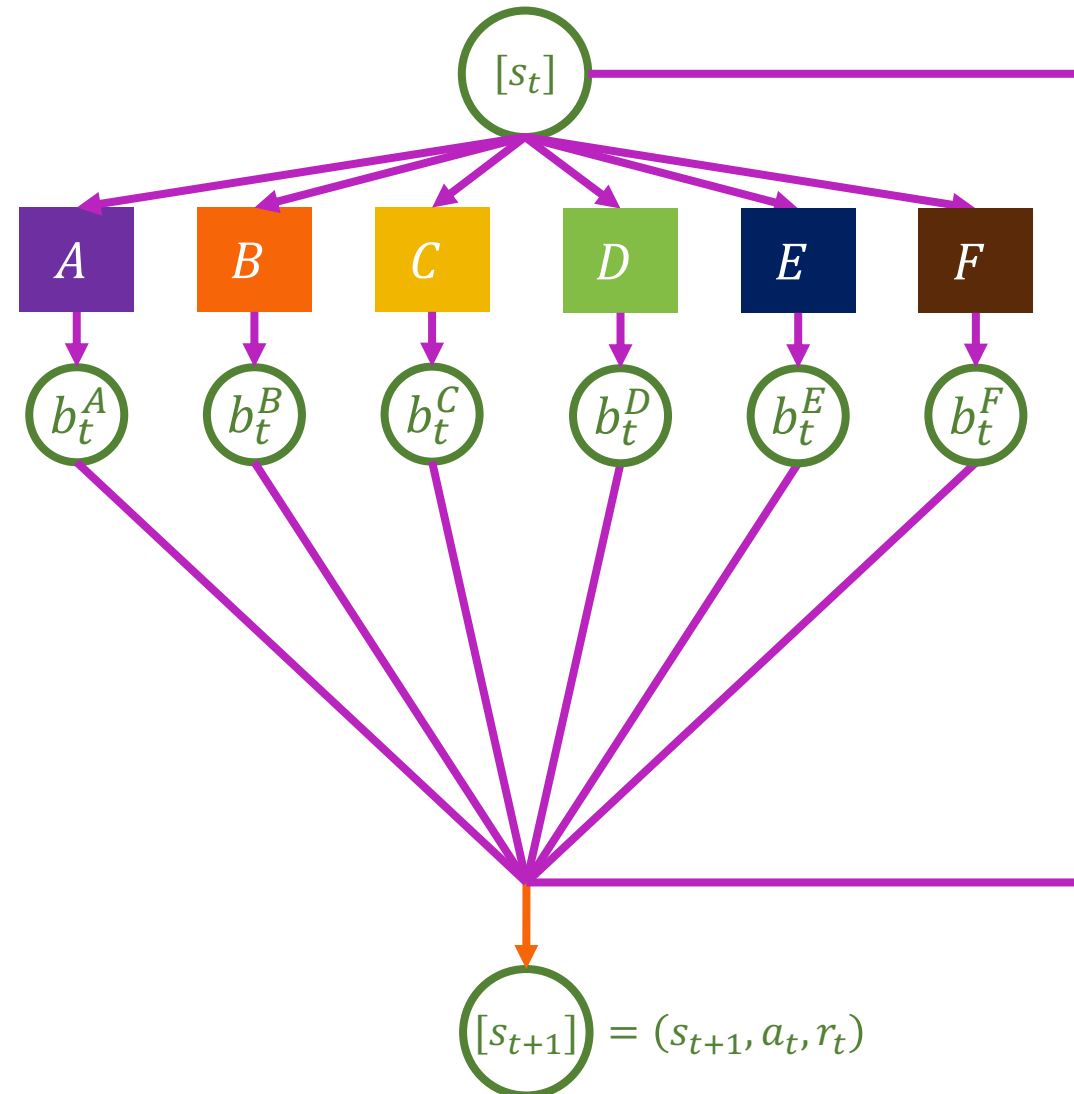 [s_t]
A B C D E F
b_t^A b_t^B b_t^C b_t^D b_t^E b_t^F
[s_{t+1}] = (s_{t+1}, a_t, r_t)